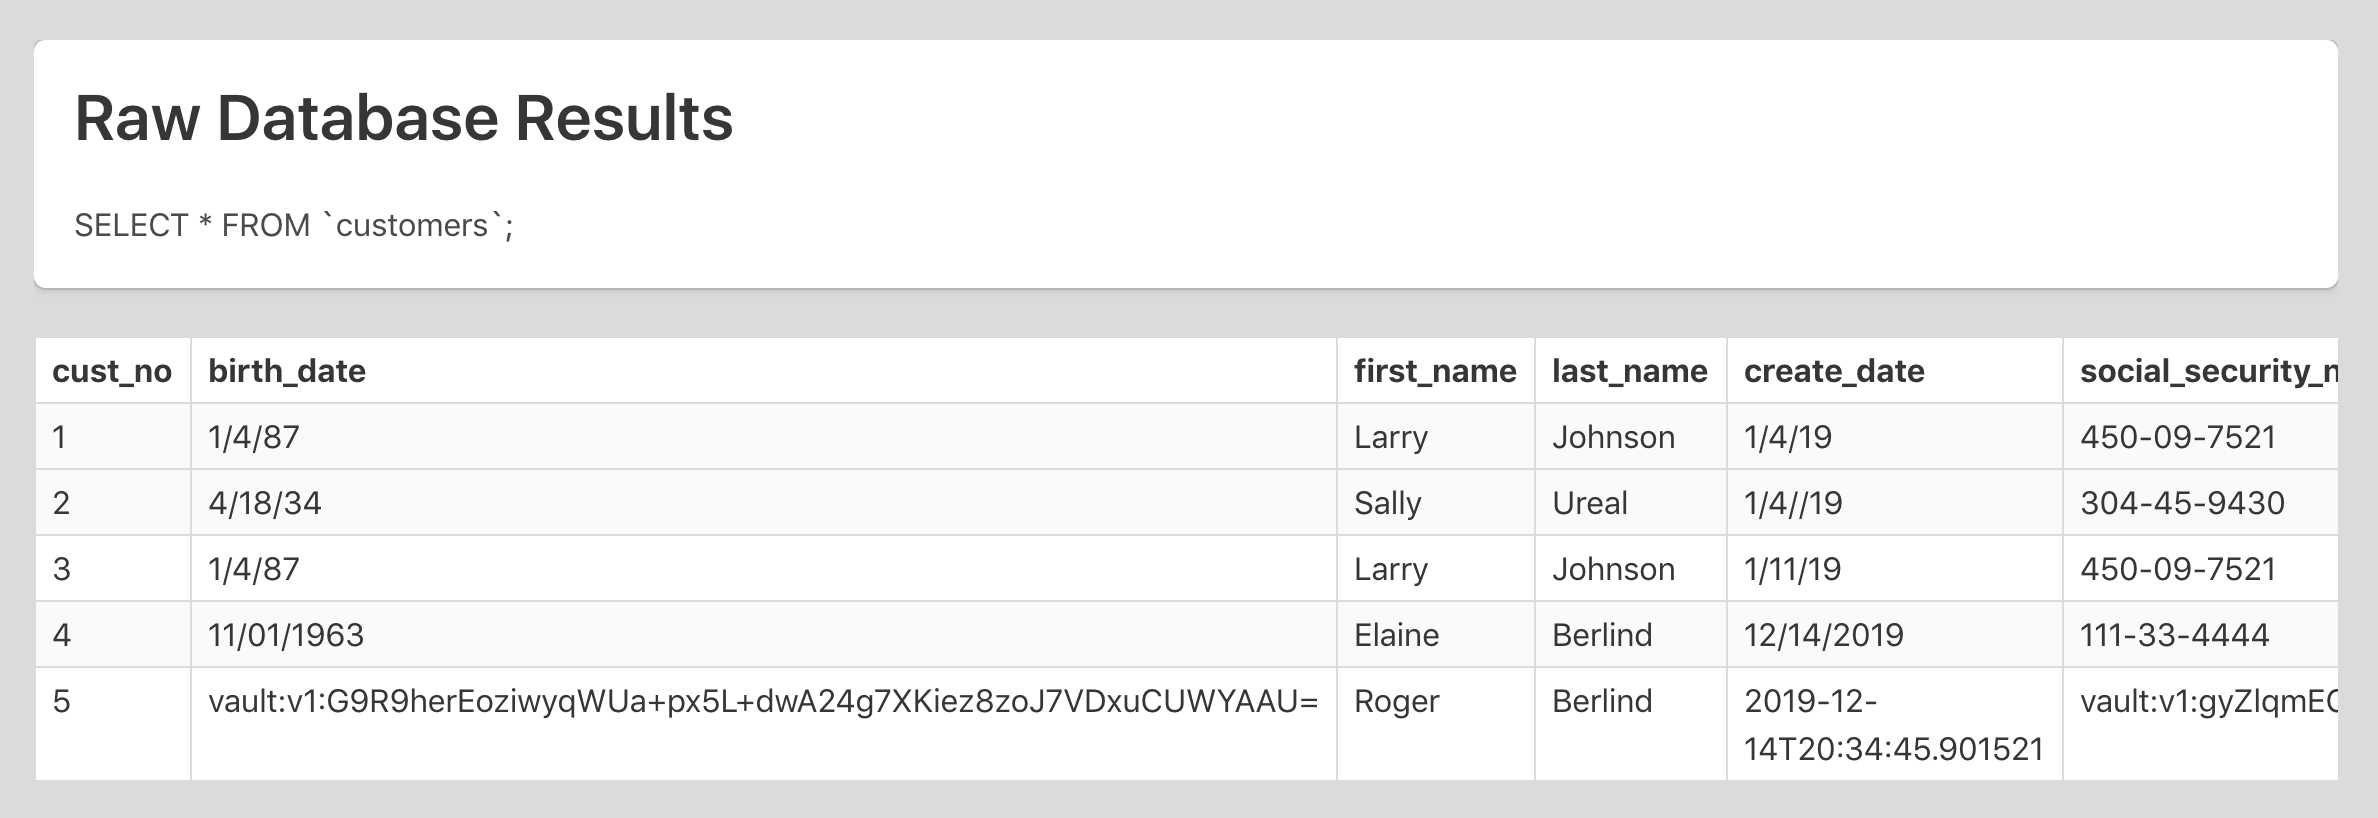 Raw Database Results
SELECT * FROM `customers`;
cust_no birth_date first_name last_name create_date social_security_n
1 1/4/87 Larry Johnson 1/4/19 450-09-7521
2 4/18/34 Sally Ureal 1/4//19 304-45-9430
3 1/4/87 Larry Johnson 1/11/19 450-09-7521
4 11/01/1963 Elaine Berlind 12/14/2019 111-33-4444
5 vault:v1:G9R9herEoziwyqWUa+px5L+dwA24g7XKiez8zoJ7VDxuCUWYAAU= Roger Berlind 2019-12- vault:v1:gyZlqmE
14T20:34:45.901521